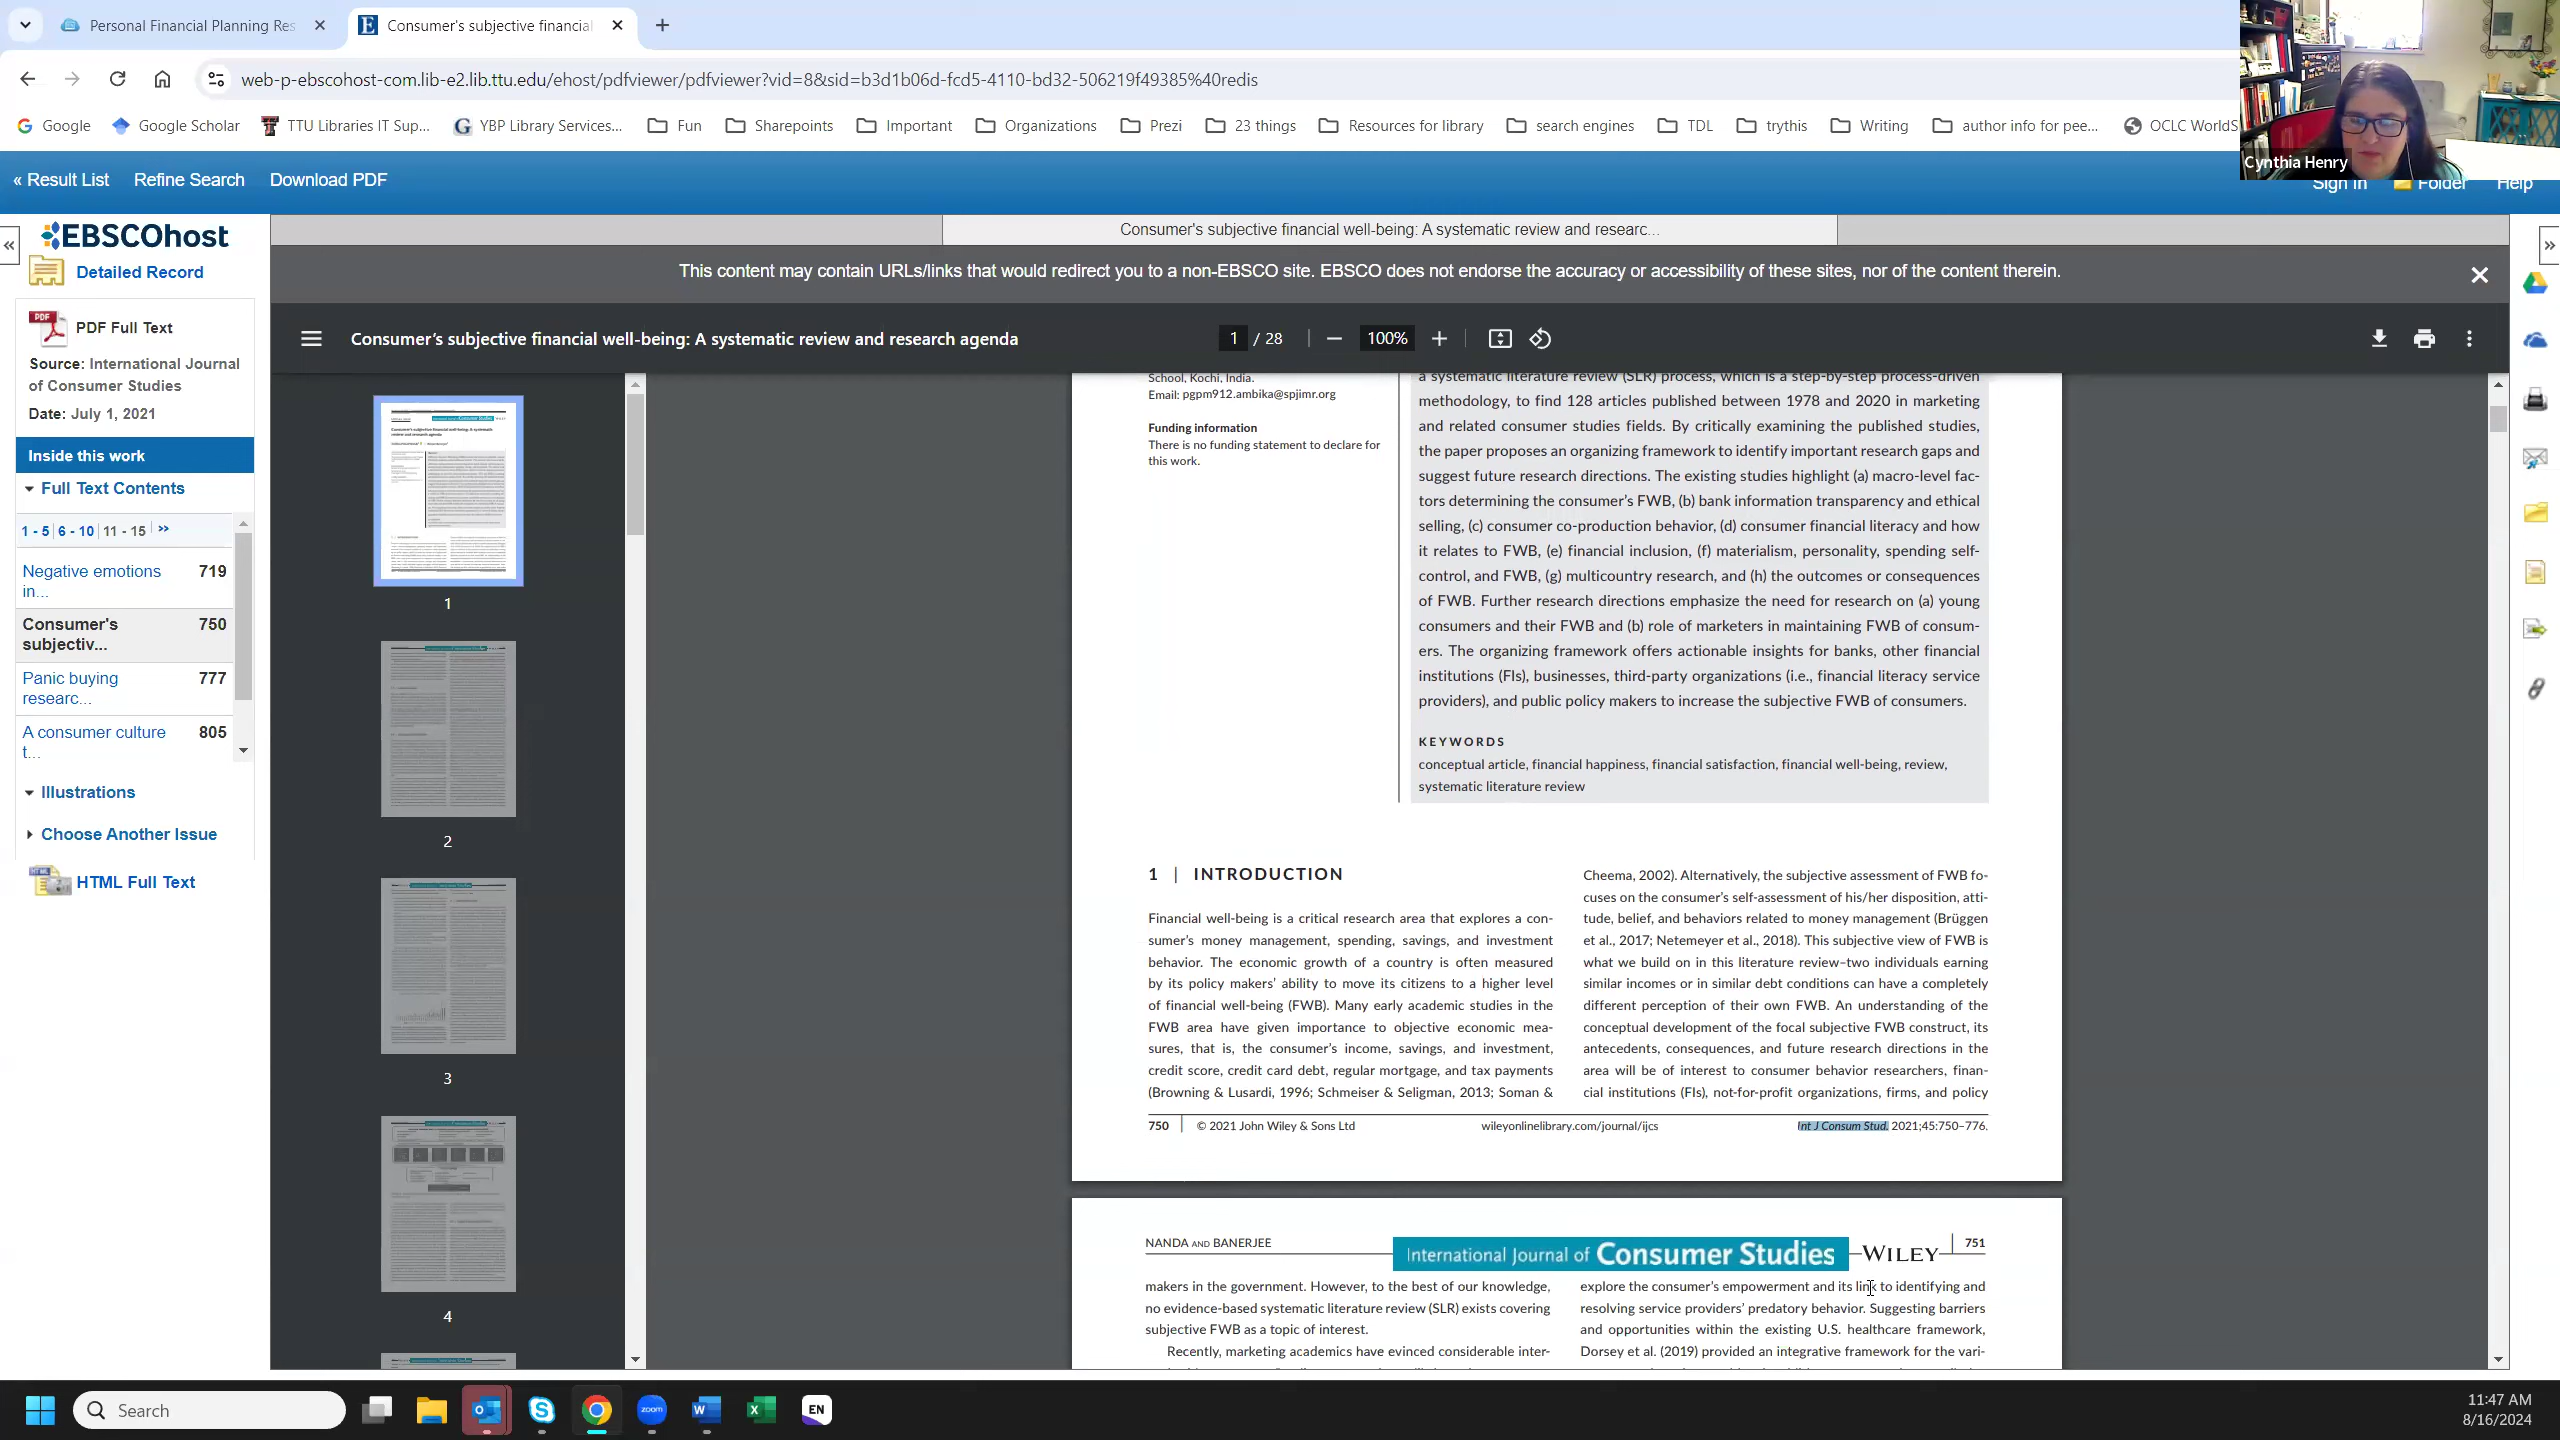 Personal Financial Planning Res
Consumer's subjective financial
web-p-ebscohost-com.lib-e2.lib.ttu.edu/ehost/pdfviewer/pdfviewer?vid=8&sid=b3d1b06d-fcd5-4110-bd32-506219f49385%40redis
Google
Google Scholar
TTU Libraries IT Sup...
YBP Library Services...
Fun
Sharepoints
Important
Organizations
Prezi
23 things
Resources for library
search engines
TDL
trythis
Writing
author info for pee...
OCLC WorldS
Cynthia Henry
« Result List
Refine Search
Download PDF
Sign In
Folder
Help
EBSCOhost
Detailed Record
PDF
PDF Full Text
Source: International Journal
of Consumer Studies
Date: July 1, 2021
Inside this work
Full Text Contents
1 - 5 | 6 - 10 | 11 - 15 | »
Negative emotions 719
in...
Consumer's 750
subjectiv...
Panic buying 777
researc...
A consumer culture 805
t...
Illustrations
Choose Another Issue
HTML Full Text
Consumer's subjective financial well-being: A systematic review and researc...
This content may contain URLs/links that would redirect you to a non-EBSCO site. EBSCO does not endorse the accuracy or accessibility of these sites, nor of the content therein.
Consumer’s subjective financial well-being: A systematic review and research agenda
1 / 28
100%
1
2
3
4
School, Kochi, India.
Email: pgpm912.ambika@spjimr.org
Funding information
There is no funding statement to declare for
this work.
a systematic literature review (SLR) process, which is a step-by-step process-driven
methodology, to find 128 articles published between 1978 and 2020 in marketing
and related consumer studies fields. By critically examining the published studies,
the paper proposes an organizing framework to identify important research gaps and
suggest future research directions. The existing studies highlight (a) macro-level fac-
tors determining the consumer’s FWB, (b) bank information transparency and ethical
selling, (c) consumer co-production behavior, (d) consumer financial literacy and how
it relates to FWB, (e) financial inclusion, (f) materialism, personality, spending self-
control, and FWB, (g) multicountry research, and (h) the outcomes or consequences
of FWB. Further research directions emphasize the need for research on (a) young
consumers and their FWB and (b) role of marketers in maintaining FWB of consum-
ers. The organizing framework offers actionable insights for banks, other financial
institutions (FIs), businesses, third-party organizations (i.e., financial literacy service
providers), and public policy makers to increase the subjective FWB of consumers.
KEYWORDS
conceptual article, financial happiness, financial satisfaction, financial well-being, review,
systematic literature review
1 | INTRODUCTION
Financial well-being is a critical research area that explores a con-
sumer’s money management, spending, savings, and investment
behavior. The economic growth of a country is often measured
by its policy makers’ ability to move its citizens to a higher level
of financial well-being (FWB). Many early academic studies in the
FWB area have given importance to objective economic mea-
sures, that is, the consumer’s income, savings, and investment,
credit score, credit card debt, regular mortgage, and tax payments
(Browning & Lusardi, 1996; Schmeiser & Seligman, 2013; Soman &
Cheema, 2002). Alternatively, the subjective assessment of FWB fo-
cuses on the consumer’s self-assessment of his/her disposition, atti-
tude, belief, and behaviors related to money management (Brüggen
et al., 2017; Netemeyer et al., 2018). This subjective view of FWB is
what we build on in this literature review–two individuals earning
similar incomes or in similar debt conditions can have a completely
different perception of their own FWB. An understanding of the
conceptual development of the focal subjective FWB construct, its
antecedents, consequences, and future research directions in the
area will be of interest to consumer behavior researchers, finan-
cial institutions (FIs), not-for-profit organizations, firms, and policy
750 | © 2021 John Wiley & Sons Ltd
wileyonlinelibrary.com/journal/ijcs
Int J Consum Stud. 2021;45:750–776.
NANDA AND BANERJEE
International Journal of Consumer Studies
WILEY
751
makers in the government. However, to the best of our knowledge,
no evidence-based systematic literature review (SLR) exists covering
subjective FWB as a topic of interest.
Recently, marketing academics have evinced considerable inter-
explore the consumer’s empowerment and its link to identifying and
resolving service providers’ predatory behavior. Suggesting barriers
and opportunities within the existing U.S. healthcare framework,
Dorsey et al. (2019) provided an integrative framework for the vari-
Search
zoom
EN
11:47 AM
8/16/2024